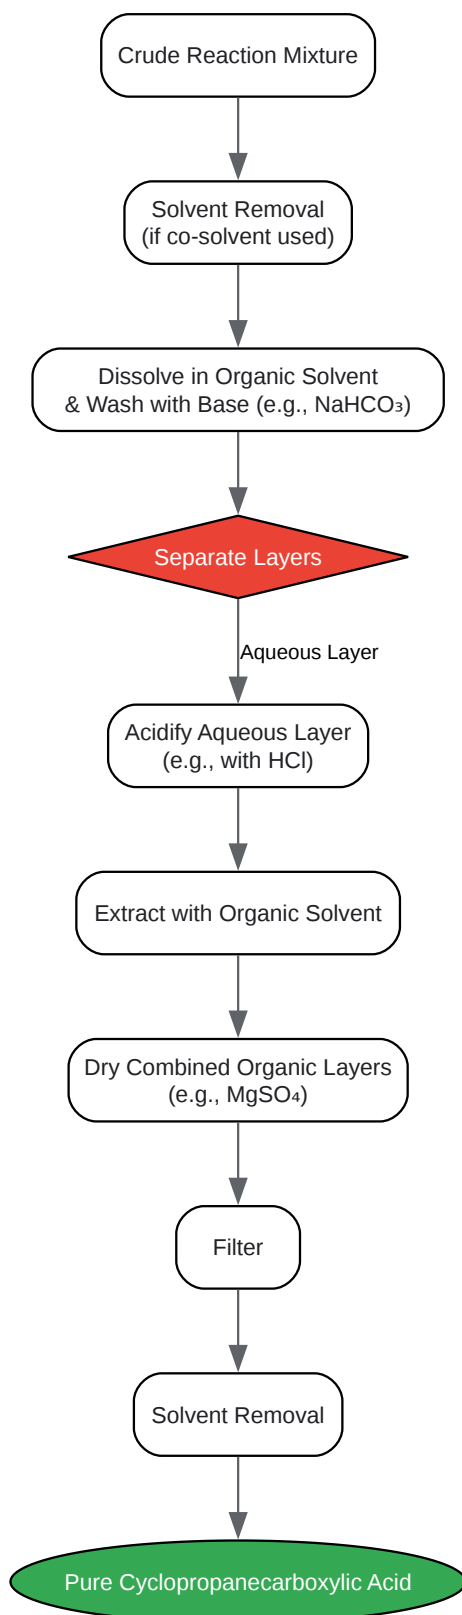 Crude Reaction Mixture
Solvent Removal
(if co-solvent used)
Dissolve in Organic Solvent
& Wash with Base (e.g., NaHCO₃)
Separate Layers
Aqueous Layer
Acidify Aqueous Layer
(e.g., with HCl)
Extract with Organic Solvent
Dry Combined Organic Layers
(e.g., MgSO₄)
Filter
Solvent Removal
Pure Cyclopropanecarboxylic Acid